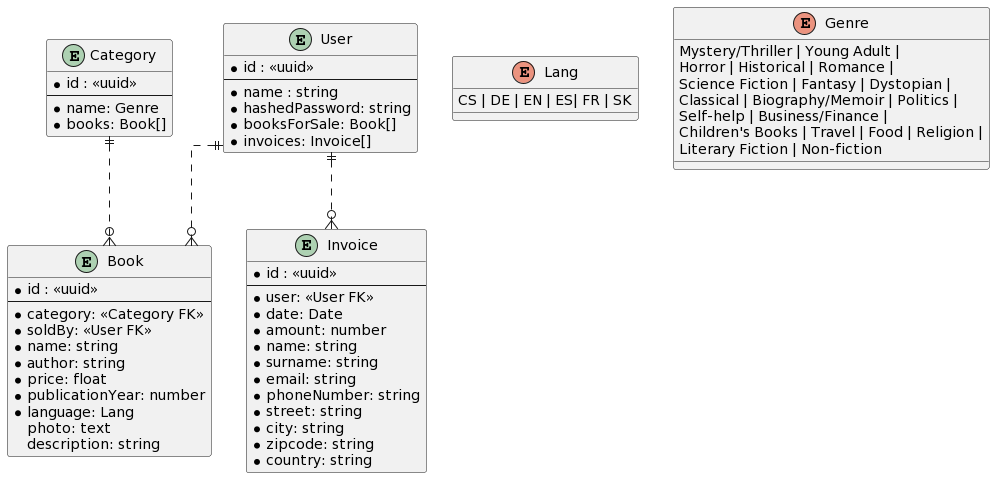 E Category
* id : «uuid»
* name: Genre
* books: Book[]
E User
* id : «uuid»
* name : string
* hashedPassword: string
* booksForSale: Book[]
* invoices: Invoice[]
E Lang
CS | DE | EN | ES| FR | SK
E Genre
Mystery/Thriller | Young Adult |
Horror | Historical | Romance |
Science Fiction | Fantasy | Dystopian |
Classical | Biography/Memoir | Politics |
Self-help | Business/Finance |
Children's Books | Travel | Food | Religion |
Literary Fiction | Non-fiction
E Book
* id : «uuid»
* category: «Category FK»
* soldBy: «User FK»
* name: string
* author: string
* price: float
* publicationYear: number
* language: Lang
photo: text
description: string
E Invoice
* id : «uuid»
* user: «User FK»
* date: Date
* amount: number
* name: string
* surname: string
* email: string
* phoneNumber: string
* street: string
* city: string
* zipcode: string
* country: string